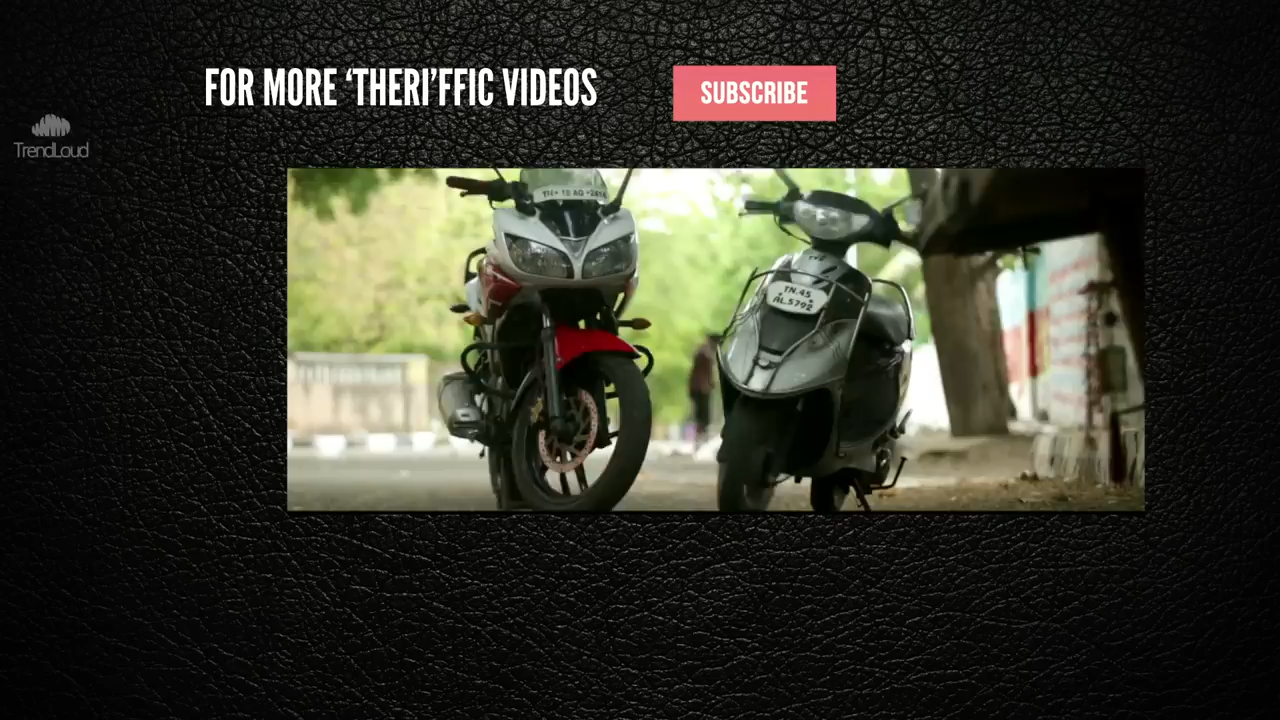 FOR MORE ‘THERI’FFIC VIDEOS
SUBSCRIBE
TrendLoud
TN.45
AL.5792